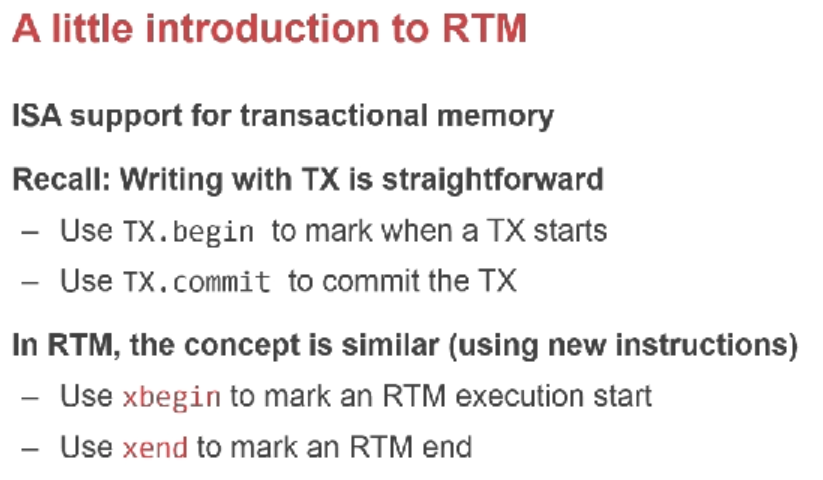 A little introduction to RTM
ISA support for transactional memory
Recall: Writing with TX is straightforward
– Use TX.begin to mark when a TX starts
– Use TX.commit to commit the TX
In RTM, the concept is similar (using new instructions)
– Use xbegin to mark an RTM execution start
– Use xend to mark an RTM end